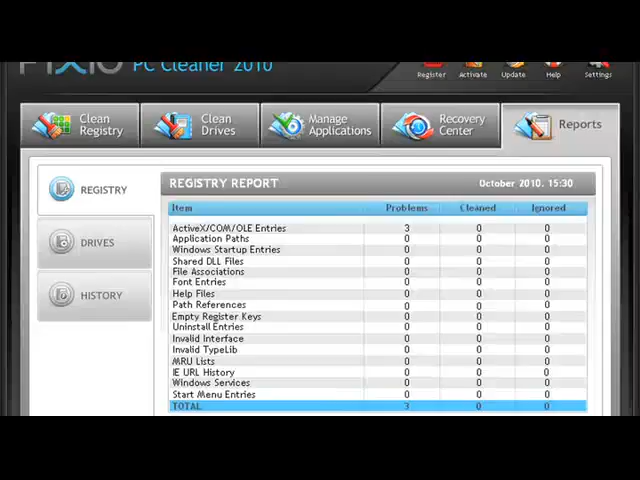 PC Cleaner 2010
Register Activate Update Help Settings
Clean Registry
Clean Drives
Manage Applications
Recovery Center
Reports
REGISTRY
DRIVES
HISTORY
REGISTRY REPORT October 2010. 15:30
Item Problems Cleaned Ignored
ActiveX/COM/OLE Entries 3 0 0
Application Paths 0 0 0
Windows Startup Entries 0 0 0
Shared DLL Files 0 0 0
File Associations 0 0 0
Font Entries 0 0 0
Help Files 0 0 0
Path References 0 0 0
Empty Register Keys 0 0 0
Uninstall Entries 0 0 0
Invalid Interface 0 0 0
Invalid TypeLib 0 0 0
MRU Lists 0 0 0
IE URL History 0 0 0
Windows Services 0 0 0
Start Menu Entries 0 0 0
TOTAL 3 0 0